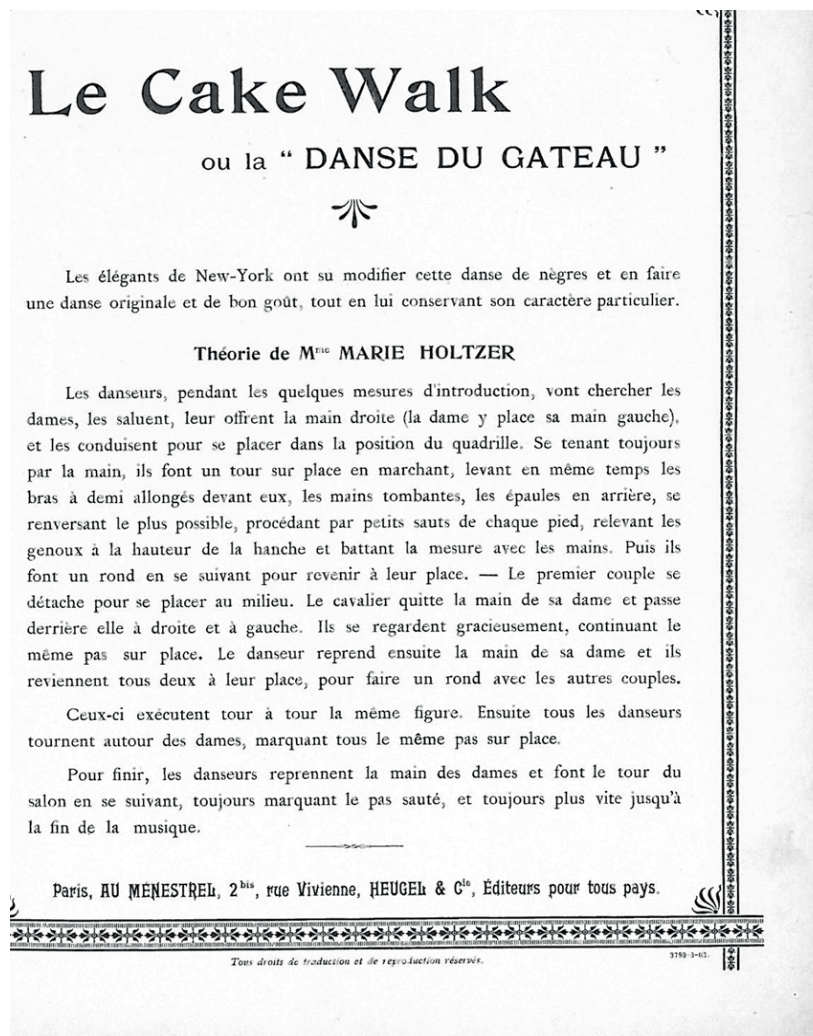 Le Cake Walk
ou la “ DANSE DU GATEAU ”
Les élégants de New-York ont su modifier cette danse de nègres et en faire
une danse originale et de bon goût, tout en lui conservant son caractère particulier.
Théorie de Mme MARIE HOLTZER
Les danseurs, pendant les quelques mesures d'introduction, vont chercher les
dames, les saluent, leur offrent la main droite (la dame y place sa main gauche),
et les conduisent pour se placer dans la position du quadrille. Se tenant toujours
par la main, ils font un tour sur place en marchant, levant en même temps les
bras à demi allongés devant eux, les mains tombantes, les épaules en arrière, se
renversant le plus possible, procédant par petits sauts de chaque pied, relevant les
genoux à la hauteur de la hanche et battant la mesure avec les mains. Puis ils
font un rond en se suivant pour revenir à leur place. — Le premier couple se
détache pour se placer au milieu. Le cavalier quitte la main de sa dame et passe
derrière elle à droite et à gauche. Ils se regardent gracieusement, continuant le
même pas sur place. Le danseur reprend ensuite la main de sa dame et ils
reviennent tous deux à leur place, pour faire un rond avec les autres couples.
Ceux-ci exécutent tour à tour la même figure. Ensuite tous les danseurs
tournent autour des dames, marquant tous le même pas sur place.
Pour finir, les danseurs reprennent la main des dames et font le tour du
salon en se suivant, toujours marquant le pas sauté, et toujours plus vite jusqu'à
la fin de la musique.
Paris, AU MÉNESTREL, 2bis, rue Vivienne, HEUGEL & Cie, Éditeurs pour tous pays.
Tous droits de traduction et de reproduction réservés.
3790-3-03.